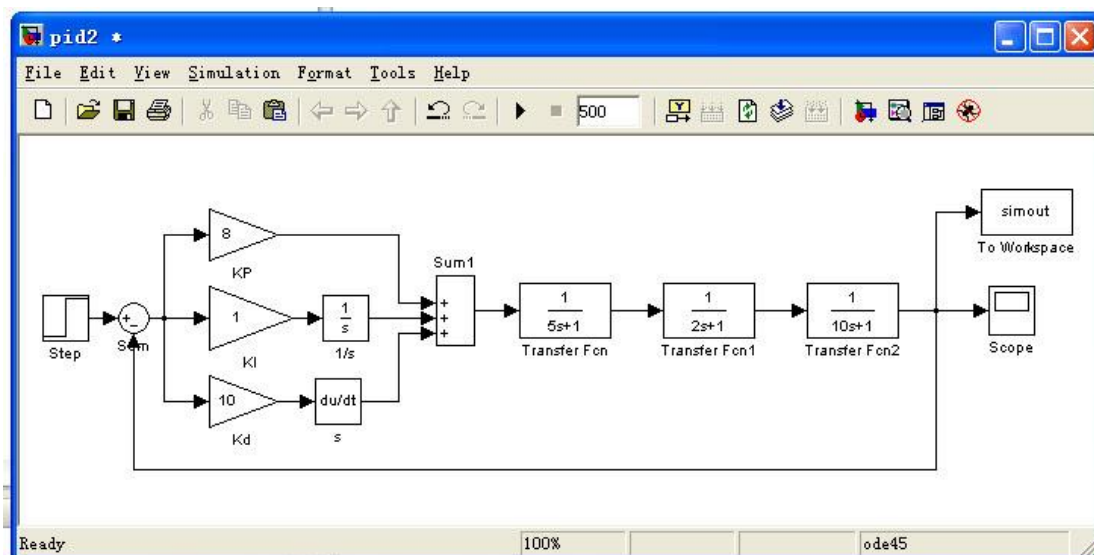 pid2 *
File Edit View Simulation Format Tools Help
500
simout
To Workspace
8
KP
Sum1
Step
+
-
Sum
1
KI
1
s
1/s
+
+
+
1
5s+1
Transfer Fcn
1
2s+1
Transfer Fcn1
1
10s+1
Transfer Fcn2
Scope
10
Kd
du/dt
s
Ready 100% ode45